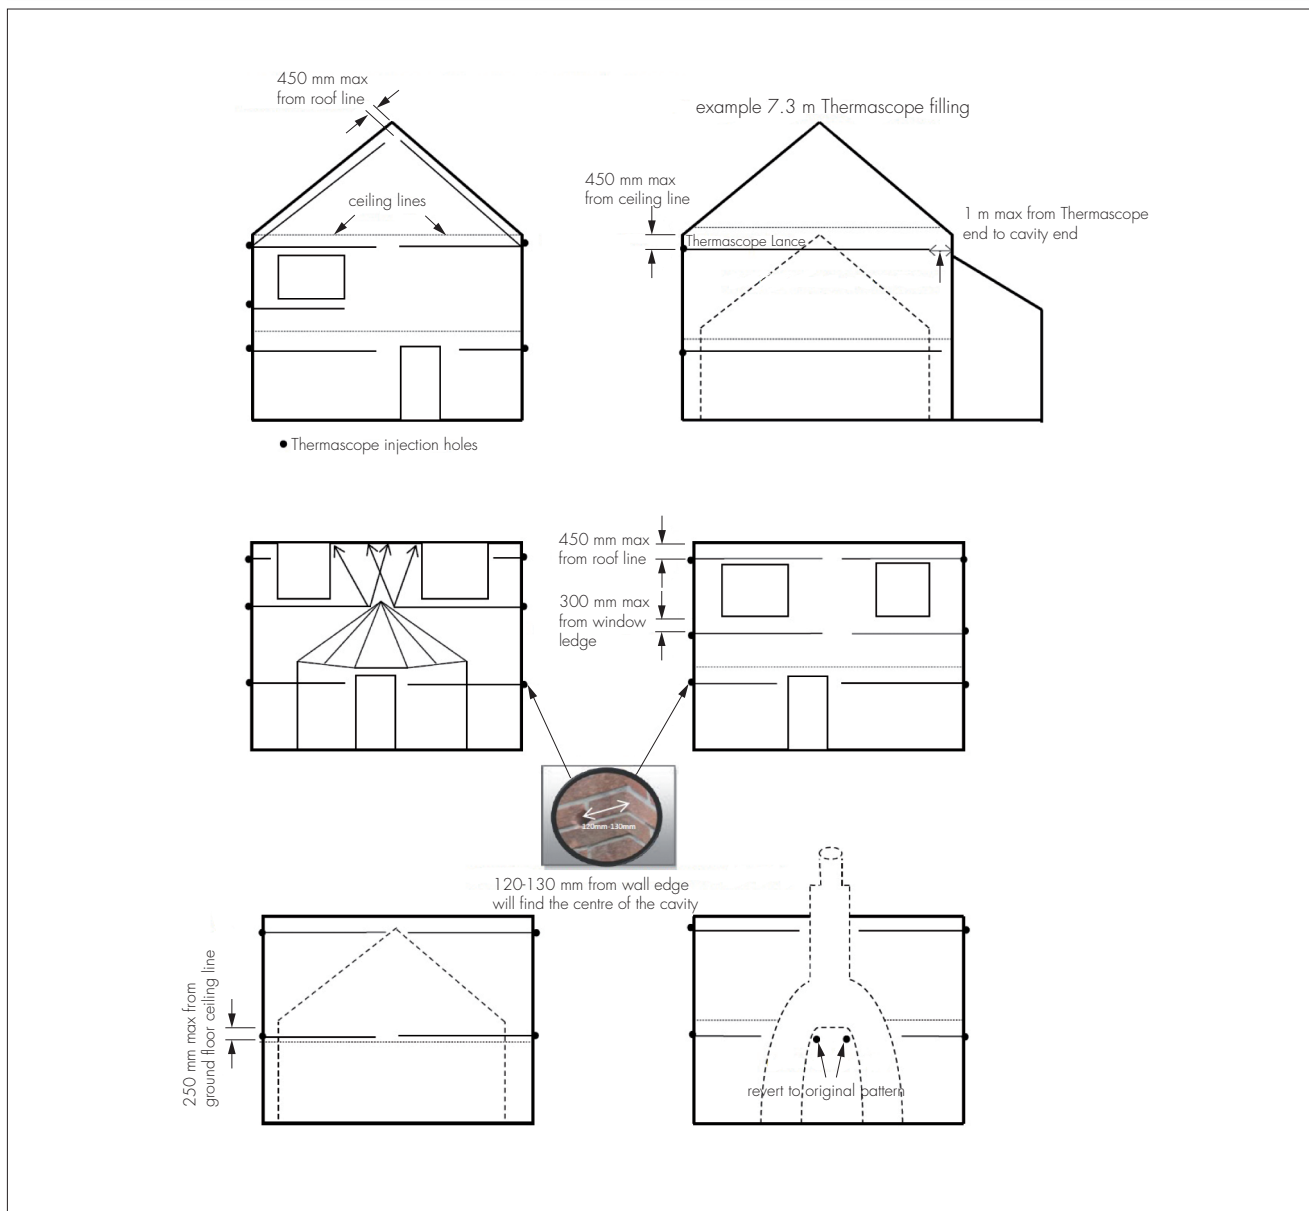 450 mm max
from roof line
example 7.3 m Thermascope filling
450 mm max
from ceiling line
ceiling lines
1 m max from Thermascope
end to cavity end
Thermascope Lance
Thermascope injection holes
450 mm max
from roof line
300 mm max
from window
ledge
120mm-130mm
120-130 mm from wall edge
will find the centre of the cavity
250 mm max from
ground floor ceiling line
revert to original pattern